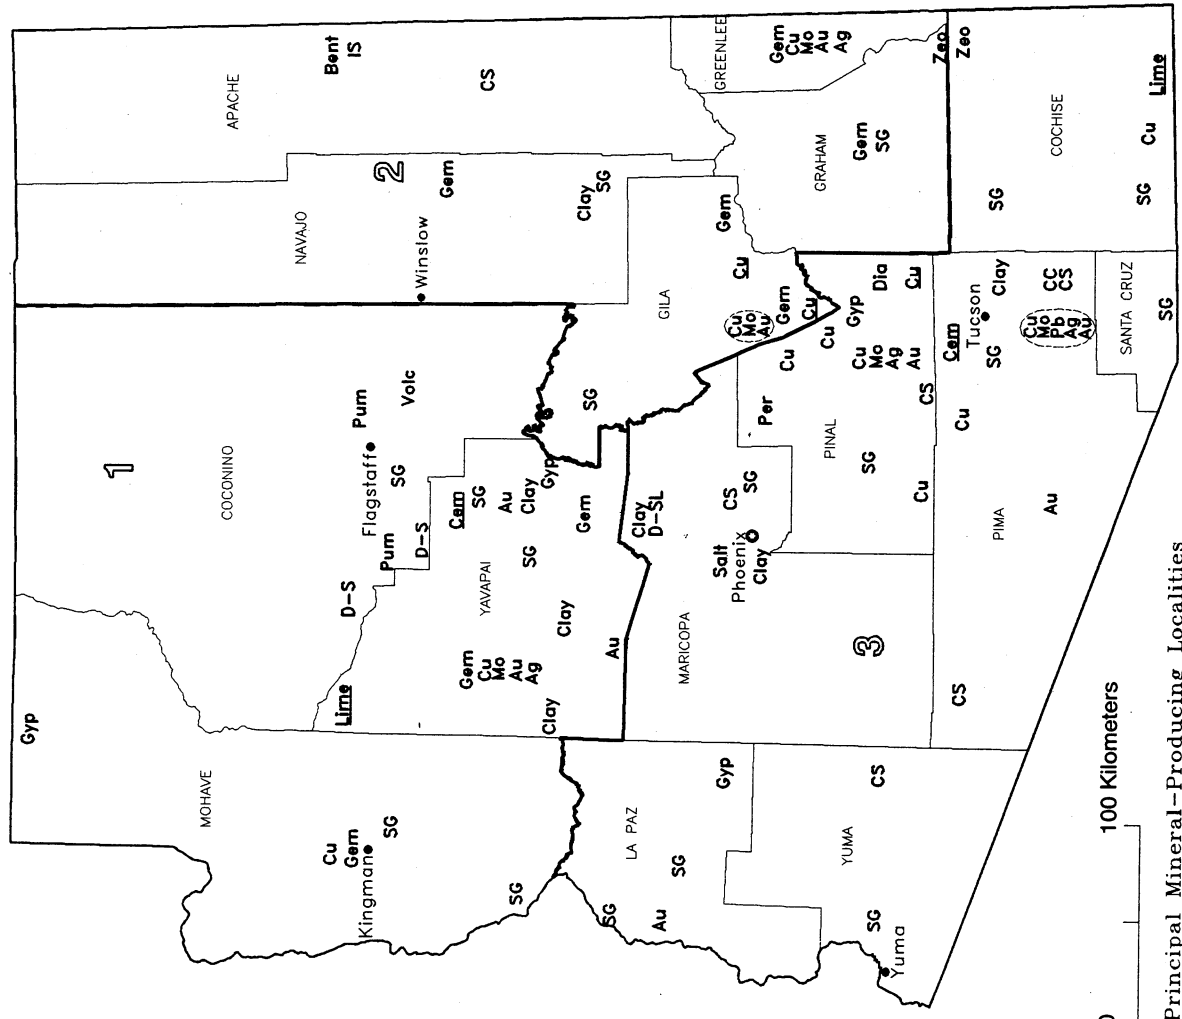 Gyp
MOHAVE
Cu
Gem
Kingman
SG
SG
1
COCONINO
Pum
Flagstaff
Volc
SG
Pum
D-S
D-S
Lime
Cem
SG
Au
Clay
Gyp
Gem
SG
YAVAPAI
Clay
Gem
Cu
Mo
Au
Ag
Clay
Au
APACHE
Bent
IS
CS
2
NAVAJO
Gem
Winslow
Clay
SG
GILA
Gem
Cu
Cu
Mo
Au
Gem
Cu
SG
GREENLEE
Gem
Cu
Mo
Au
Ag
GRAHAM
Gem
SG
Zeo
Zeo
LA PAZ
Gyp
SG
SG
Au
YUMA
CS
SG
Yuma
MARICOPA
Clay
D-SL
CS
SG
Salt
Phoenix
Clay
3
PINAL
Per
Cu
Cu
Gyp
Dia
Cu
Cu
Mo
Ag
Au
CS
SG
Cu
PIMA
Cem
Tucson
SG
Clay
CC
CS
Cu
Mo
Pb
Ag
Au
Cu
Au
CS
SANTA CRUZ
SG
COCHISE
SG
SG
Cu
Lime
0
100 Kilometers
Principal Mineral-Producing Localities